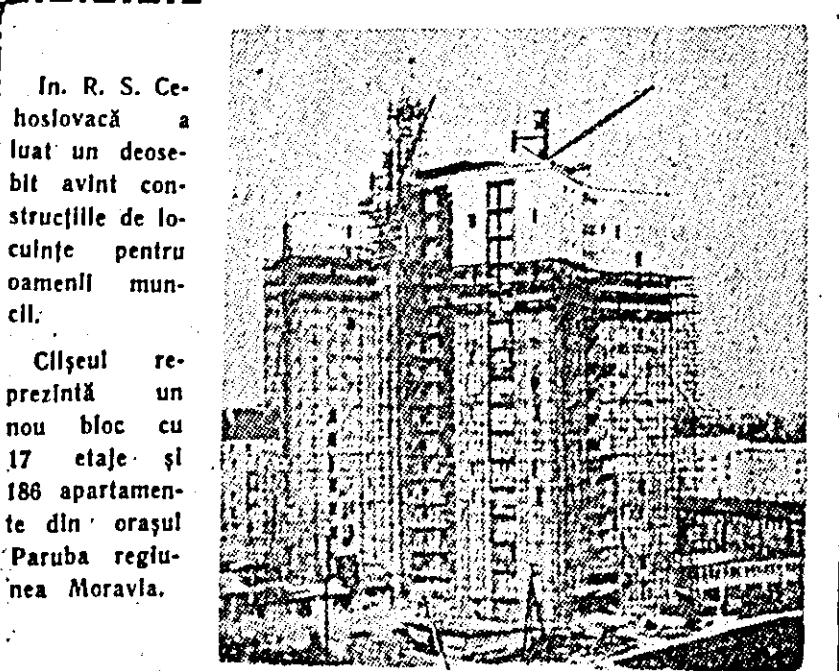 În. R. S. Ce-
hoslovacă a
luat un deose-
bit avînt con-
strucţiile de lo-
cuinţe pentru
oamenii mun-
cii.
Clişeul re-
prezintă un
nou bloc cu
17 etaje şi
186 apartamen-
te din oraşul
Paruba regiu-
nea Moravia.